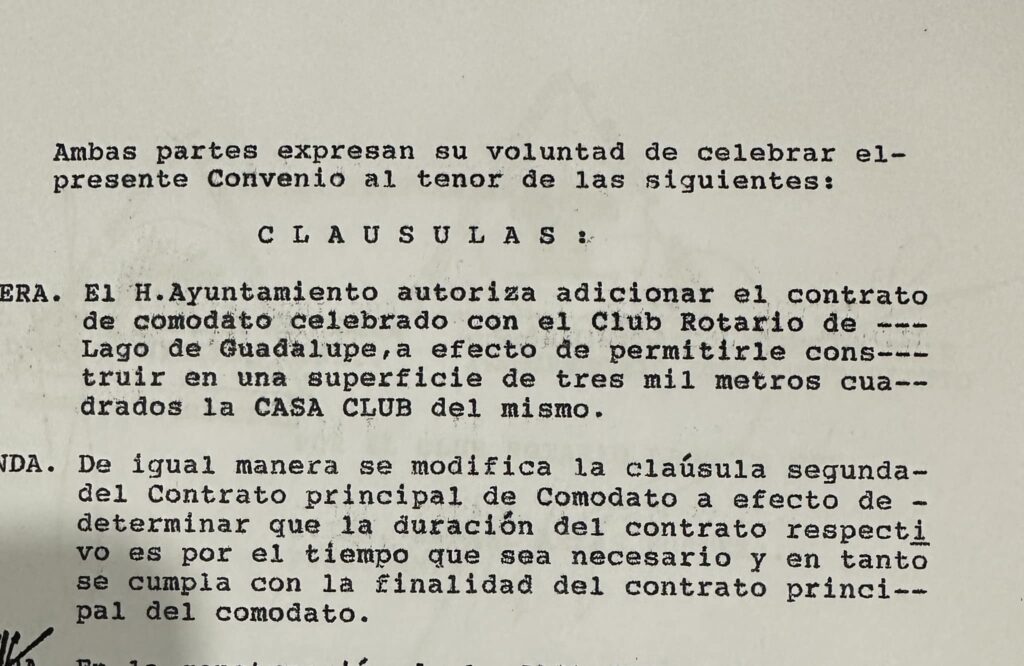 Ambas partes expresan su voluntad de celebrar el-
presente Convenio al tenor de las siguientes:
C L A U S U L A S :
ERA. El H.Ayuntamiento autoriza adicionar el contrato
de comodato celebrado con el Club Rotario de ---
Lago de Guadalupe,a efecto de permitirle cons---
truir en una superficie de tres mil metros cua--
drados la CASA CLUB del mismo.
NDA. De igual manera se modifica la claúsula segunda-
del Contrato principal de Comodato a efecto de -
determinar que la duración del contrato respecti
vo es por el tiempo que sea necesario y en tanto
se cumpla con la finalidad del contrato princi--
pal del comodato.